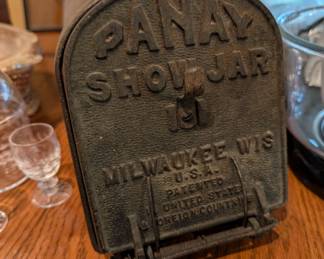 PANAY
SHOW JAR
MILWAUKEE WIS
U.S.A.
PATENTED
UNITED STATES
FOREIGN COUNTRIES